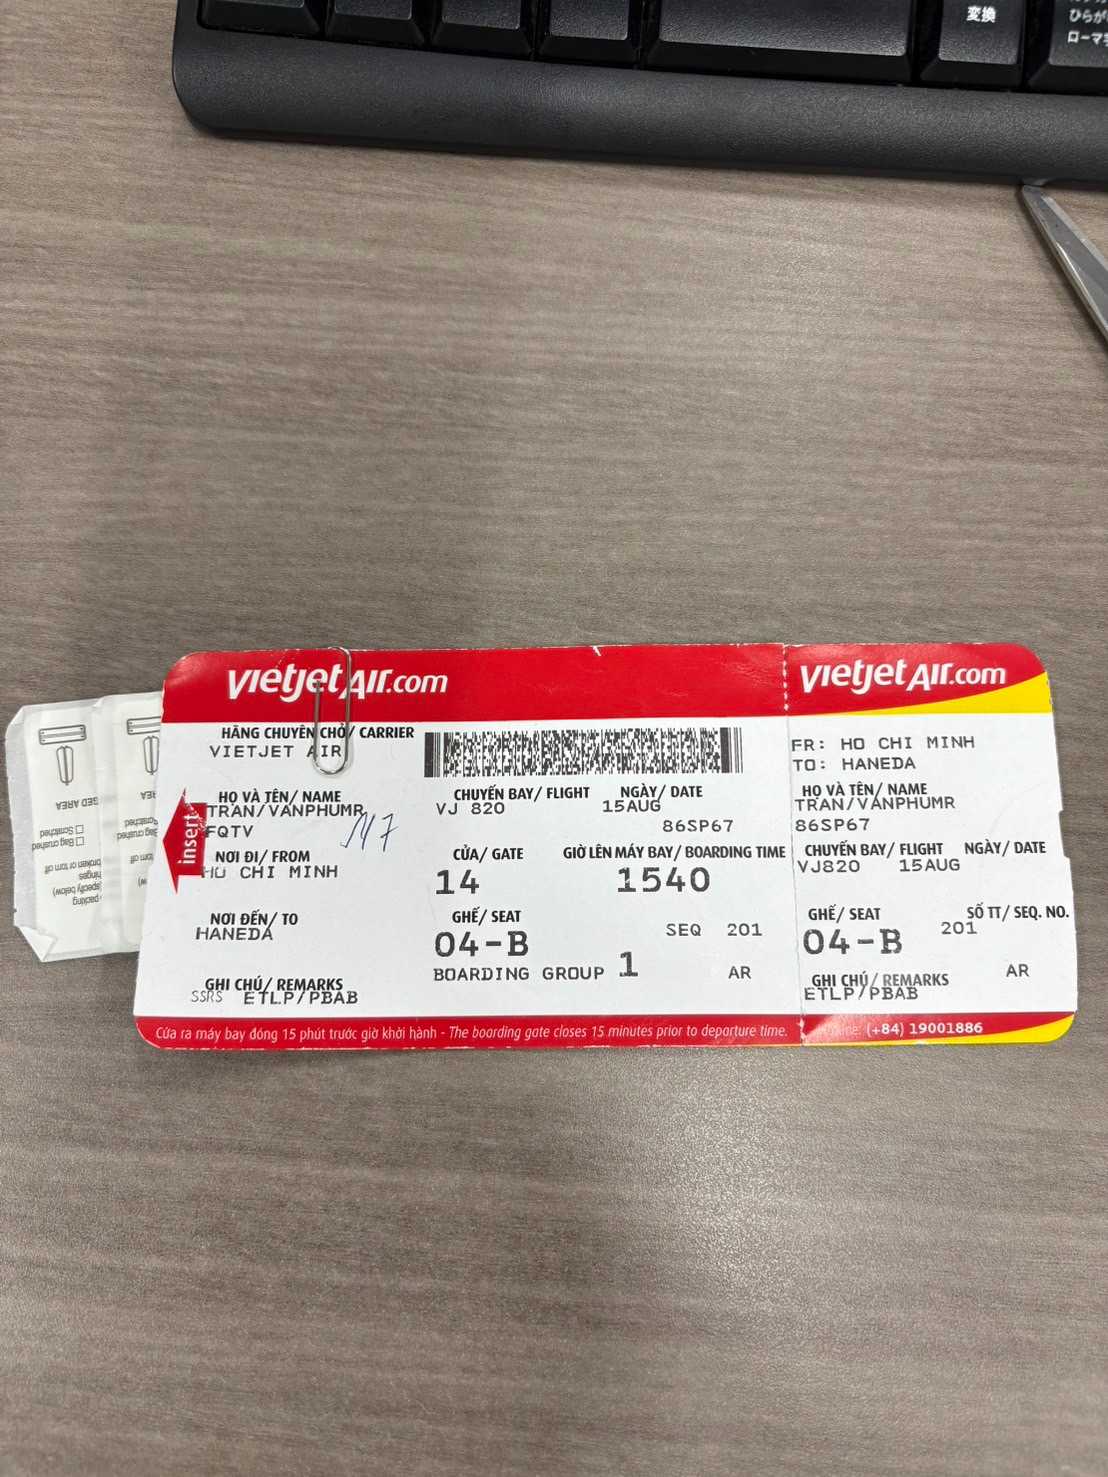 変換
ひらが
ローマ字
vietjetAir.com
HÃNG CHUYÊN CHỞ/ CARRIER
VIETJET AIR
HỌ VÀ TÊN/ NAME
TRAN/VANPHUMR
FQTV
insert
NƠI ĐI/ FROM
HO CHI MINH
NƠI ĐẾN/ TO
HANEDA
GHI CHÚ/ REMARKS
SSRS ETLP/PBAB
CHUYẾN BAY/ FLIGHT
VJ 820
NGÀY/ DATE
15AUG
86SP67
CỬA/ GATE
14
GIỜ LÊN MÁY BAY/ BOARDING TIME
1540
GHẾ/ SEAT
04-B
SEQ 201
BOARDING GROUP 1
AR
Cửa ra máy bay đóng 15 phút trước giờ khởi hành - The boarding gate closes 15 minutes prior to departure time.
vietjetAir.com
FR: HO CHI MINH
TO: HANEDA
HỌ VÀ TÊN/ NAME
TRAN/VANPHUMR
86SP67
CHUYẾN BAY/ FLIGHT NGÀY/ DATE
VJ820 15AUG
GHẾ/ SEAT
04-B
SỐ TT/ SEQ. NO.
201
GHI CHÚ/ REMARKS
ETLP/PBAB
AR
(+84) 19001886
Scratched
Bag crushed